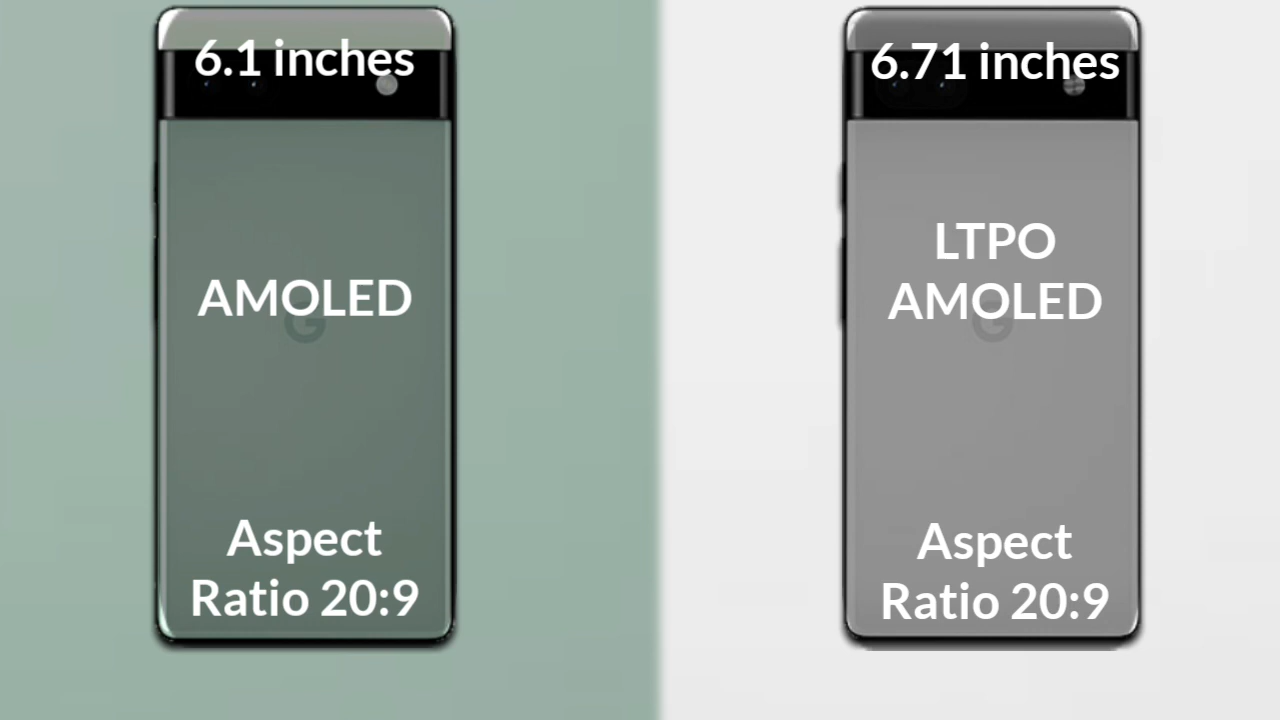 6.1 inches
AMOLED
G
Aspect
Ratio 20:9
6.71 inches
LTPO
AMOLED
G
Aspect
Ratio 20:9